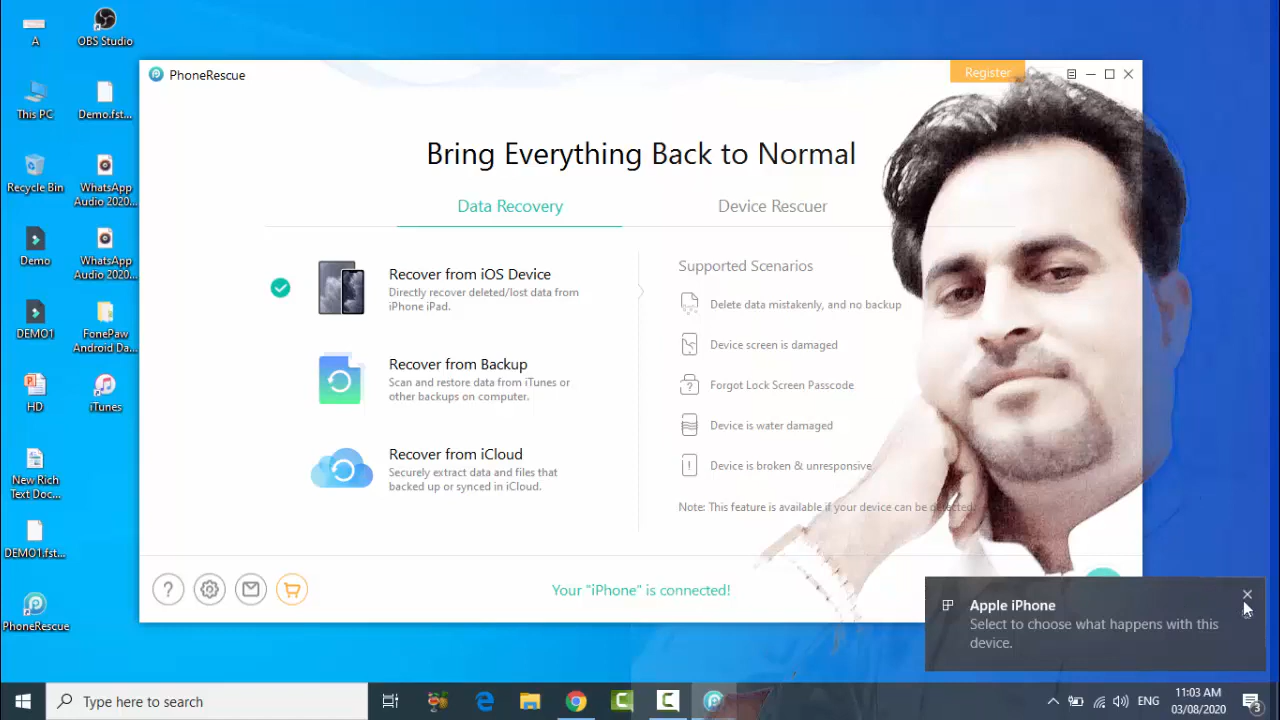 A
OBS Studio
This PC
Demo.fst...
Recycle Bin
WhatsApp
Audio 2020...
Demo
WhatsApp
Audio 2020...
DEMO1
FonePaw
Android Da...
HD
iTunes
New Rich
Text Doc...
DEMO1.fst...
PhoneRescue
PhoneRescue
Register
Bring Everything Back to Normal
Data Recovery
Device Rescuer
Recover from iOS Device
Directly recover deleted/lost data from
iPhone iPad.
Recover from Backup
Scan and restore data from iTunes or
other backups on computer.
Recover from iCloud
Securely extract data and files that
backed up or synced in iCloud.
Supported Scenarios
Delete data mistakenly, and no backup
Device screen is damaged
Forgot Lock Screen Passcode
Device is water damaged
Device is broken & unresponsive
Note: This feature is available if your device can be detected.
Your "iPhone" is connected!
Apple iPhone
Select to choose what happens with this
device.
Type here to search
ENG
11:03 AM
03/08/2020
3